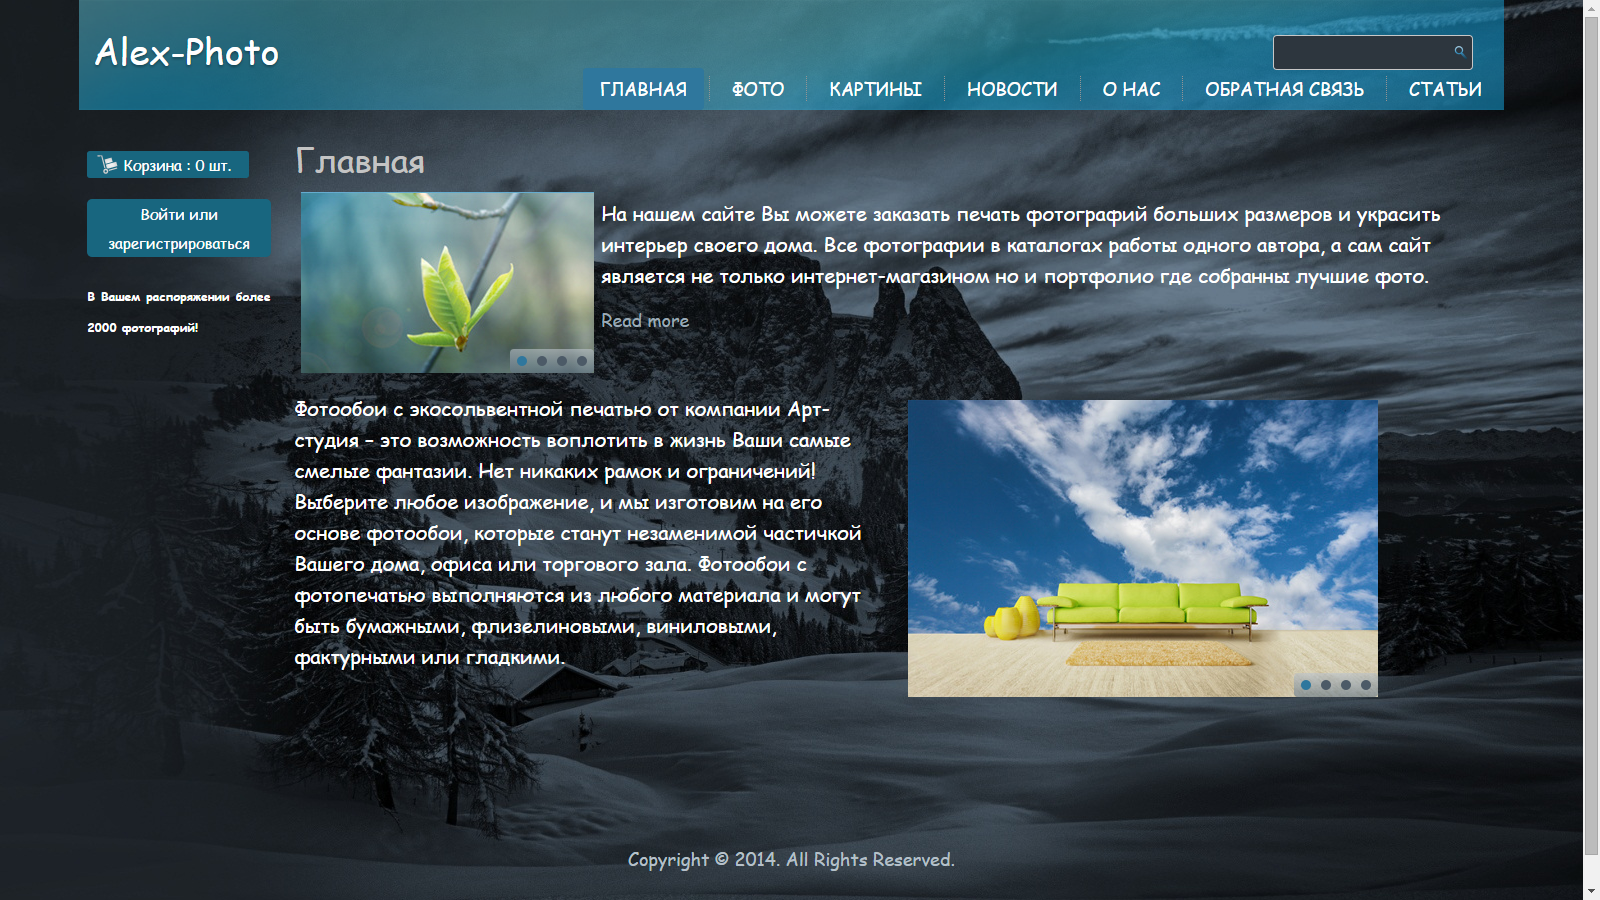 Alex-Photo
ГЛАВНАЯ ФОТО КАРТИНЫ НОВОСТИ О НАС ОБРАТНАЯ СВЯЗЬ СТАТЬИ
Корзина : 0 шт.
Войти или
зарегистрироваться
В Вашем распоряжении более
2000 фотографий!
Главная
На нашем сайте Вы можете заказать печать фотографий больших размеров и украсить
интерьер своего дома. Все фотографии в каталогах работы одного автора, а сам сайт
является не только интернет-магазином но и портфолио где собранны лучшие фото.
Read more
Фотообои с экосольвентной печатью от компании Арт-
студия – это возможность воплотить в жизнь Ваши самые
смелые фантазии. Нет никаких рамок и ограничений!
Выберите любое изображение, и мы изготовим на его
основе фотообои, которые станут незаменимой частичкой
Вашего дома, офиса или торгового зала. Фотообои с
фотопечатью выполняются из любого материала и могут
быть бумажными, флизелиновыми, виниловыми,
фактурными или гладкими.
Copyright © 2014. All Rights Reserved.